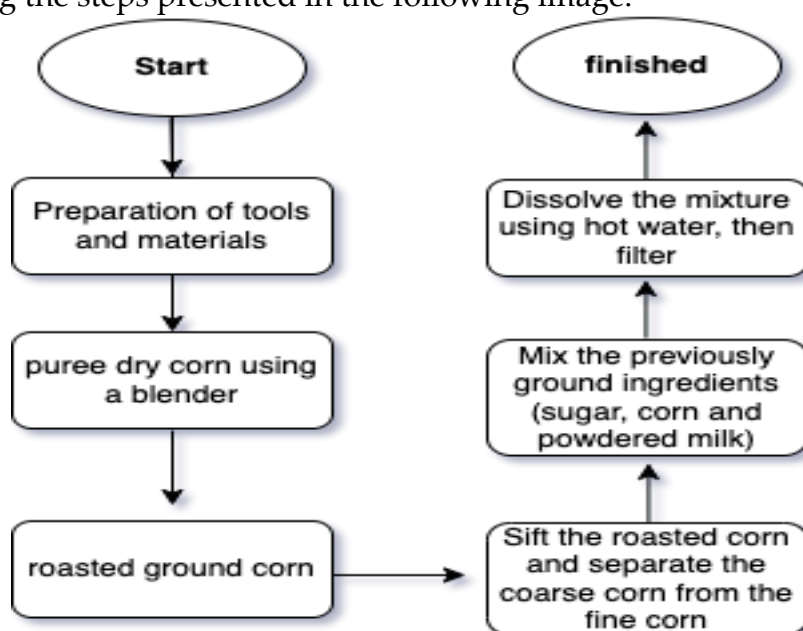 g the steps presented in the following image.
Start
Preparation of tools
and materials
puree dry corn using
a blender
roasted ground corn
Sift the roasted corn
and separate the
coarse corn from the
fine corn
Mix the previously
ground ingredients
(sugar, corn and
powdered milk)
Dissolve the mixture
using hot water, then
filter
finished